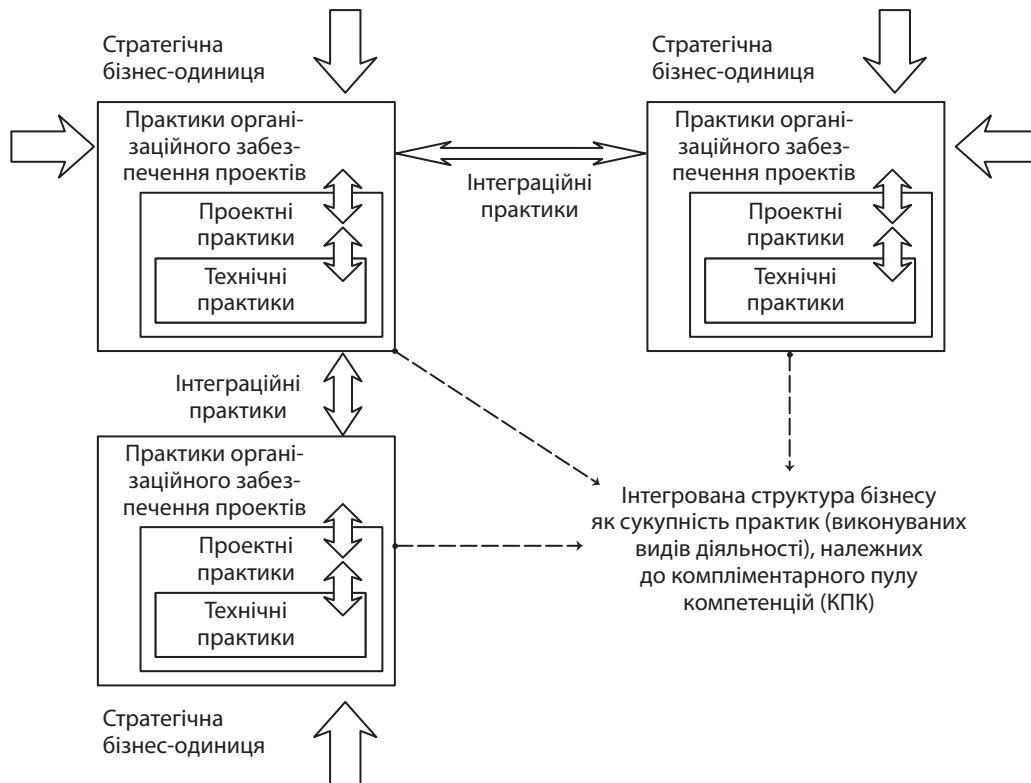 Стратегічна
бізнес-одиниця
Практики органі-
заційного забез-
печення проектів
Проектні
практики
Технічні
практики
Інтеграційні
практики
Стратегічна
бізнес-одиниця
Практики органі-
заційного забез-
печення проектів
Проектні
практики
Технічні
практики
Інтеграційні
практики
Практики органі-
заційного забез-
печення проектів
Проектні
практики
Технічні
практики
Стратегічна
бізнес-одиниця
Інтегрована структура бізнесу
як сукупність практик (виконуваних
видів діяльності), належних
до компліментарного пулу
компетенцій (КПК)